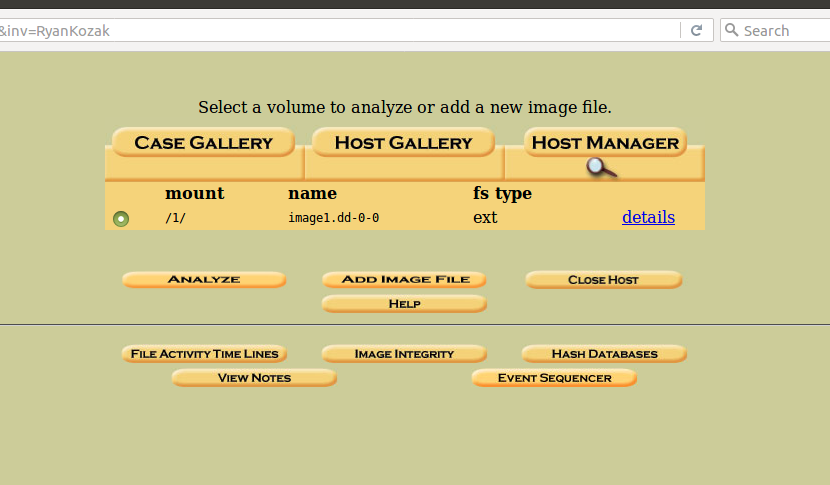 &inv=RyanKozak
Search
Select a volume to analyze or add a new image file.
CASE GALLERY HOST GALLERY HOST MANAGER
mount name fs type
/1/ image1.dd-0-0 ext details
ANALYZE ADD IMAGE FILE CLOSE HOST
HELP
FILE ACTIVITY TIME LINES IMAGE INTEGRITY HASH DATABASES
VIEW NOTES EVENT SEQUENCER